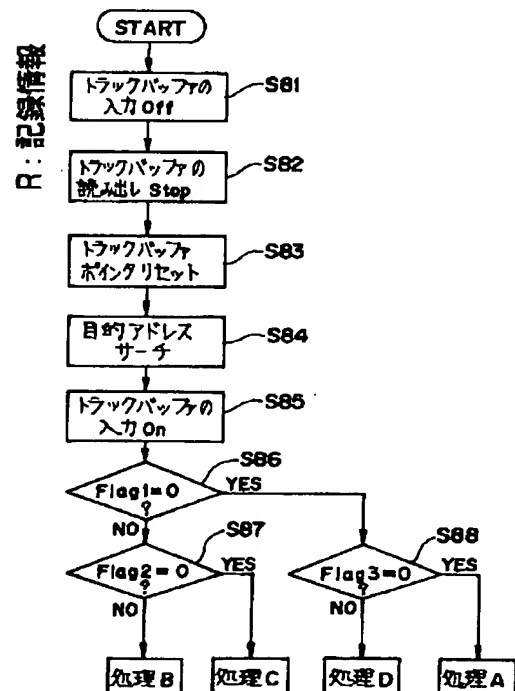 R:記録情報
START
トラックバッファの
入力 Off
S81
トラックバッファの
読み出し Stop
S82
トラックバッファ
ポインタリセット
S83
目的アドレス
サーチ
S84
トラックバッファの
入力 On
S85
Flag1=0
?
S86
YES
NO
Flag2=0
?
S87
YES
NO
Flag3=0
?
S88
YES
NO
処理B
処理C
処理D
処理A